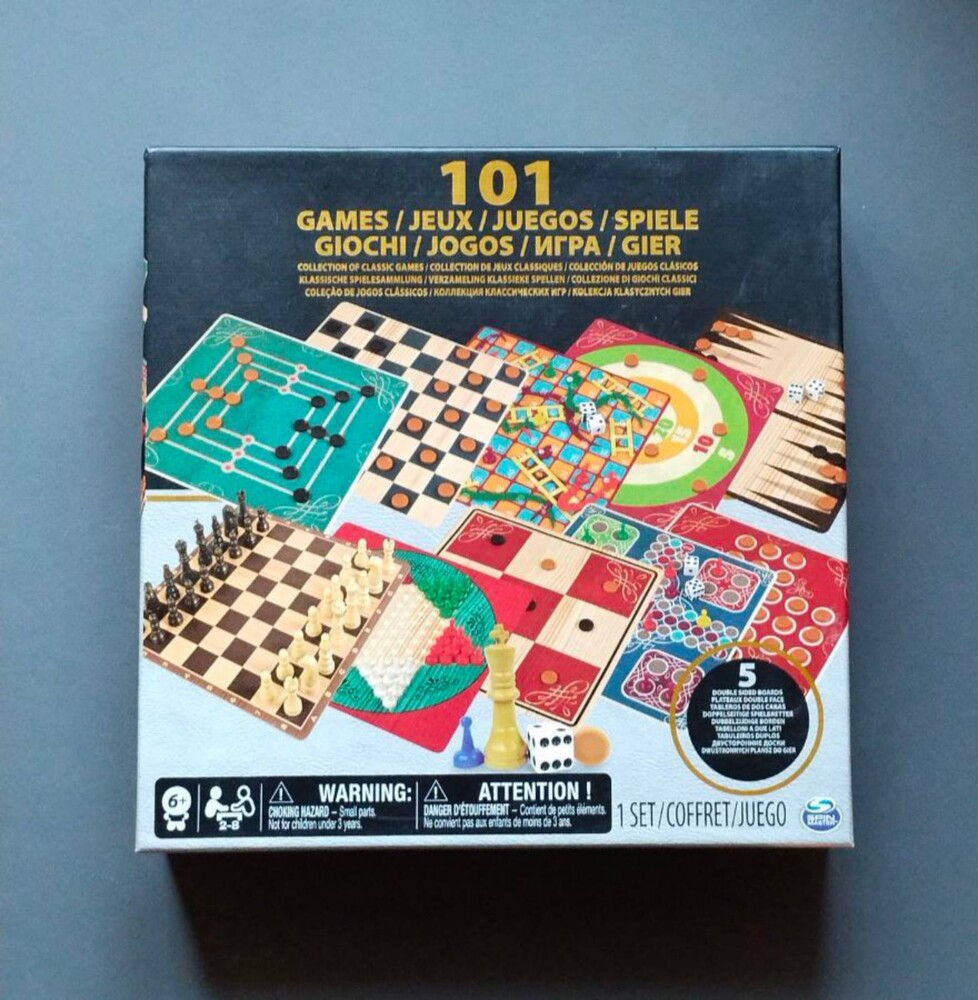 101
GAMES / JEUX / JUEGOS / SPIELE
GIOCHI / JOGOS / ИГРА / GIER
COLLECTION OF CLASSIC GAMES / COLLECTION DE JEUX CLASSIQUES / COLECCIÓN DE JUEGOS CLÁSICOS
KLASSISCHE SPIELESAMMLUNG / VERZAMELING KLASSIEKE SPELLEN / COLLEZIONE DI GIOCHI CLASSICI
COLEÇÃO DE JOGOS CLÁSSICOS / КОЛЛЕКЦИЯ КЛАССИЧЕСКИХ ИГР / KOLEKCJA KLASYCZNYCH GIER
20 15 10 5
5
DOUBLE SIDED BOARDS
PLATEAUX DOUBLE FACE
TABLEROS DE DOS CARAS
DOPPELSEITIGE SPIELBRETTER
DUBBELZIJDIGE BORDEN
TABELLONI A DUE LATI
TABULEIROS DUPLOS
ДВУСТОРОННИЕ ДОСКИ
DWUSTRONNYCH PLANSZ DO GIER
6+
2-8
WARNING:
CHOKING HAZARD – Small parts.
Not for children under 3 years.
ATTENTION !
DANGER D'ÉTOUFFEMENT – Contient de petits éléments.
Ne convient pas aux enfants de moins de 3 ans.
1 SET/COFFRET/JUEGO
SPIN MASTER